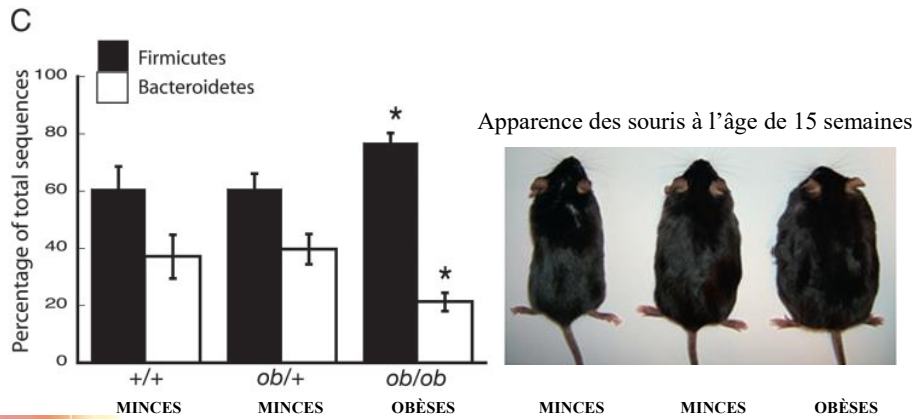 C
Firmicutes
Bacteroidetes
Percentage of total sequences
100
80
60
40
20
0
*
*
+/+
ob/+
ob/ob
MINCES
MINCES
OBÈSES
Apparence des souris à l’âge de 15 semaines
MINCES
MINCES
OBÈSES